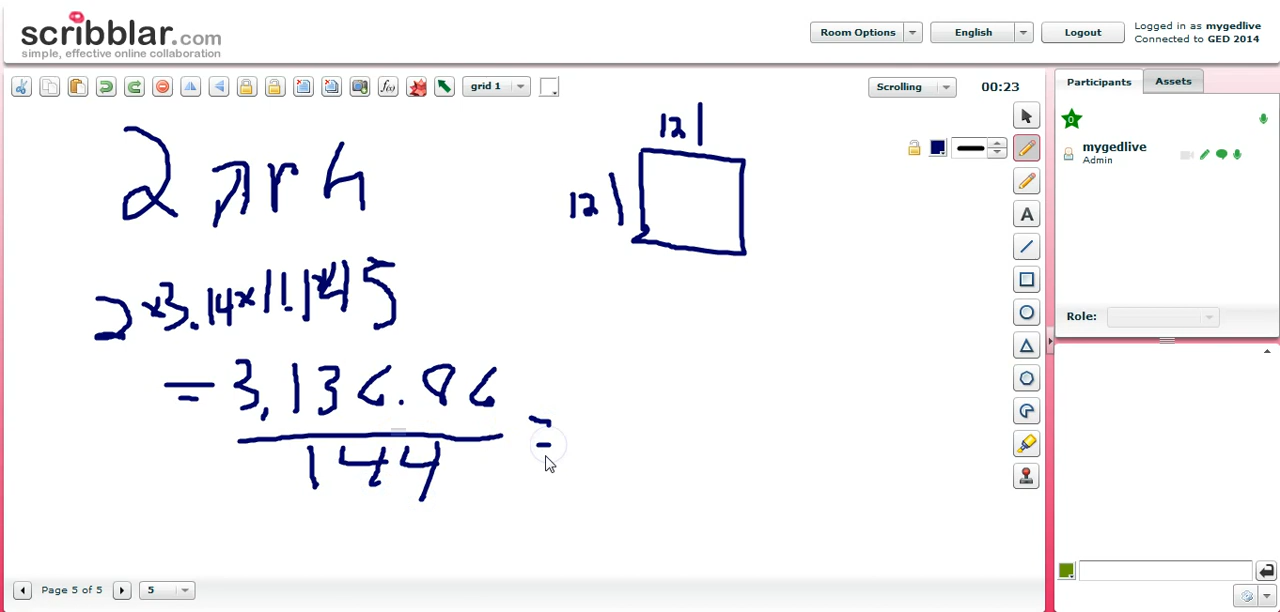 scribblar.com
simple, effective online collaboration
Room Options
English
Logout
Logged in as mygedlive
Connected to GED 2014
f(x)
grid 1
Scrolling
00:23
Participants
Assets
0
mygedlive
Admin
Role:
A
12
12
2πrh
2*3.14*11.1*45
=3,136.86
144
=
Page 5 of 5
5